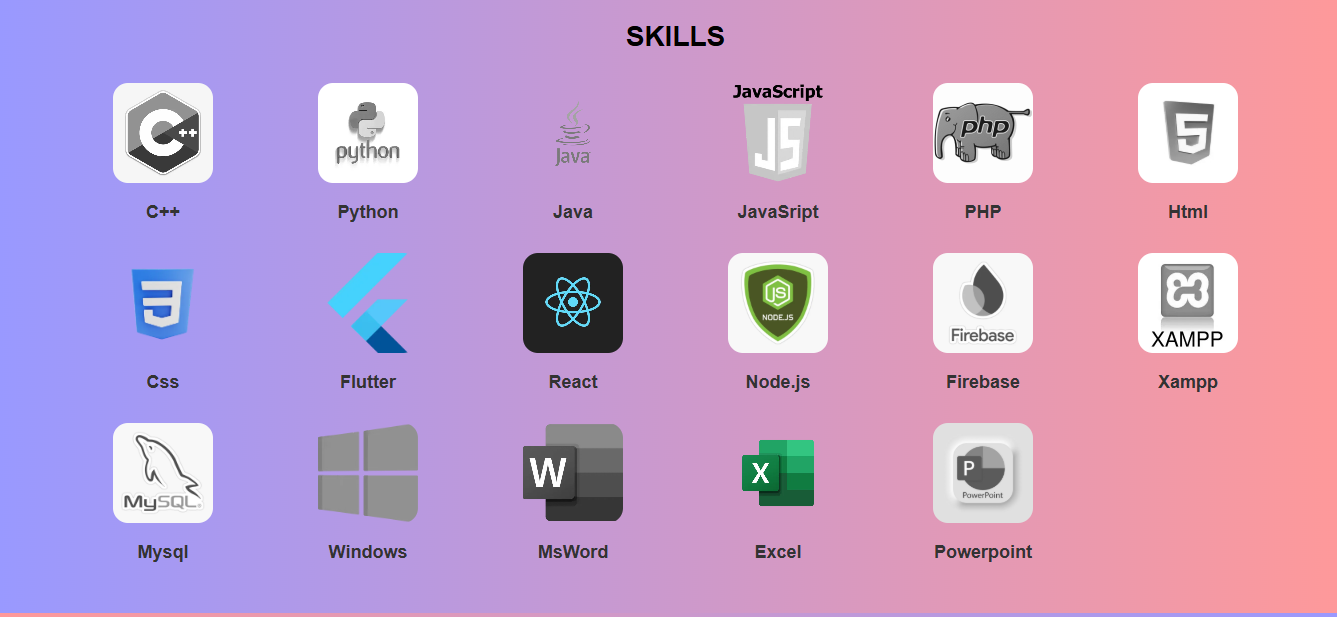 SKILLS
C ++
python
Java
JavaScript
JS
php
5
C++
Python
Java
JavaSript
PHP
Html
3
JS
NODE.JS
Firebase
XAMPP
Css
Flutter
React
Node.js
Firebase
Xampp
MySQL
W
X
P
PowerPoint
Mysql
Windows
MsWord
Excel
Powerpoint